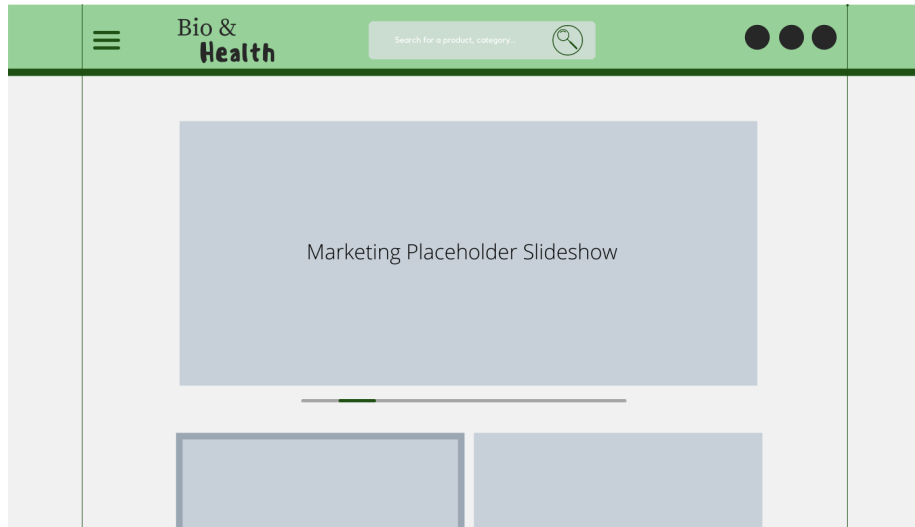 Bio &
Health
Search for a product, category...
Marketing Placeholder Slideshow